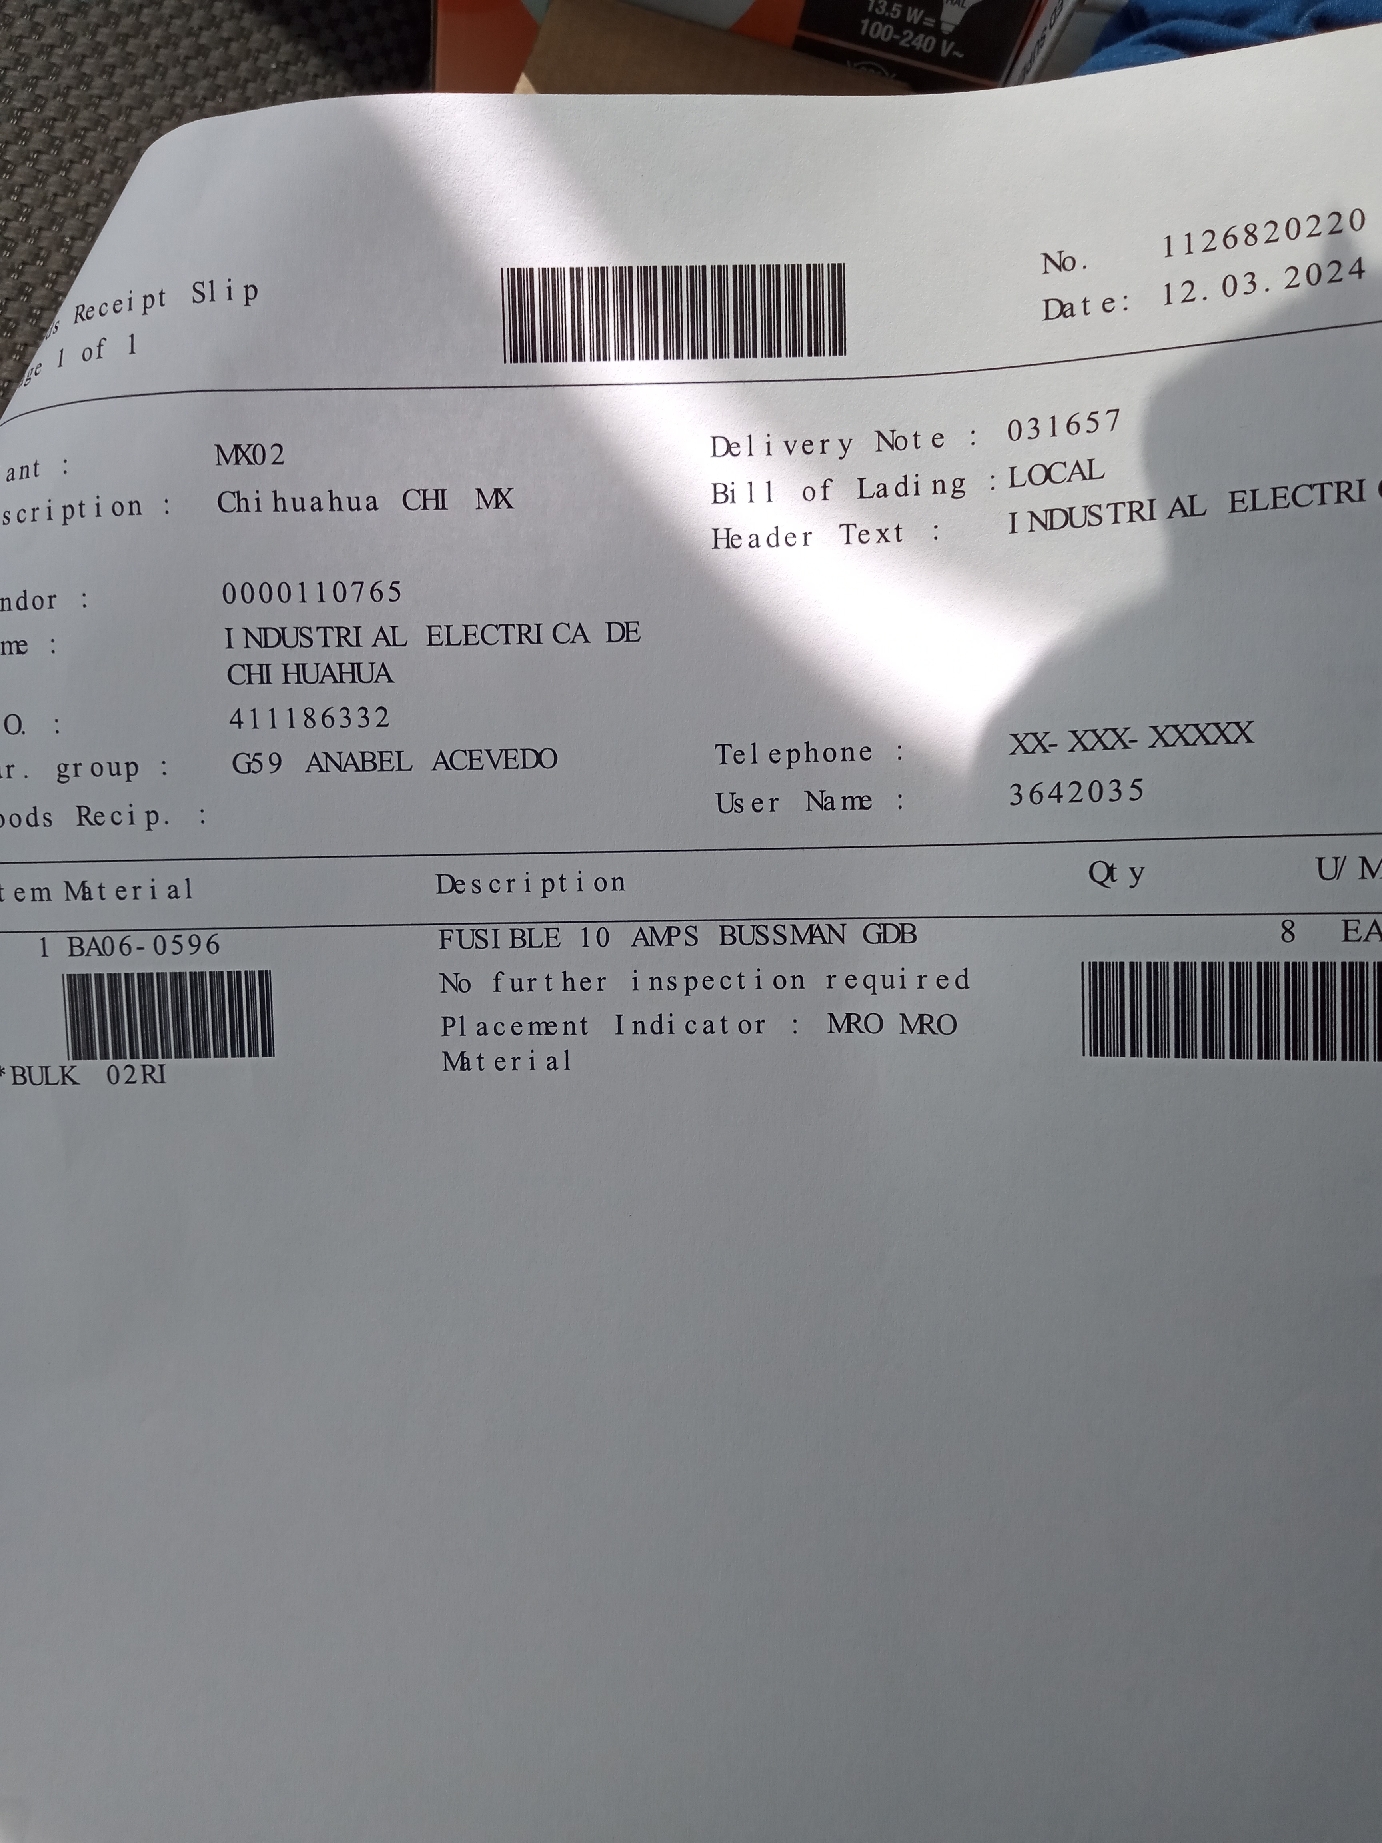 13.5 W=
100-240 V~
Receipt Slip
1 of 1
No. 1126820220
Date: 12.03.2024
ant : MX02
scription : Chihuahua CHI MX
Delivery Note : 031657
Bill of Lading : LOCAL
Header Text : INDUSTRIAL ELECTRI
ndor : 0000110765
me : INDUSTRIAL ELECTRICA DE
CHIHUAHUA
O. : 411186332
r. group : G59 ANABEL ACEVEDO
Telephone : XX-XXX-XXXXX
oods Recip. :
User Name : 3642035
tem Material Description Qty U/M
1 BA06-0596 FUSIBLE 10 AMPS BUSSMAN GDB 8 EA
No further inspection required
Placement Indicator : MRO MRO
Material
*BULK 02RI